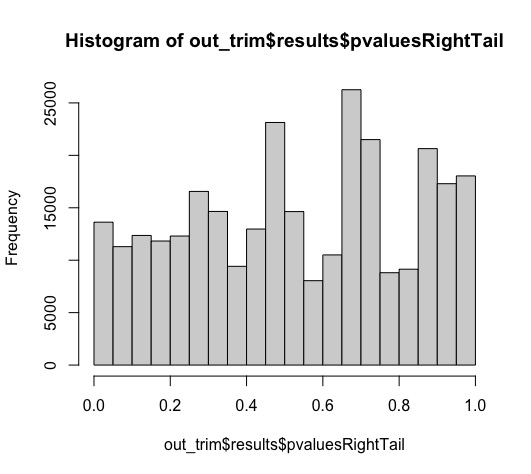 Histogram of out_trim$results$pvaluesRightTail
Frequency
25000
15000
5000
0
0.0 0.2 0.4 0.6 0.8 1.0
out_trim$results$pvaluesRightTail